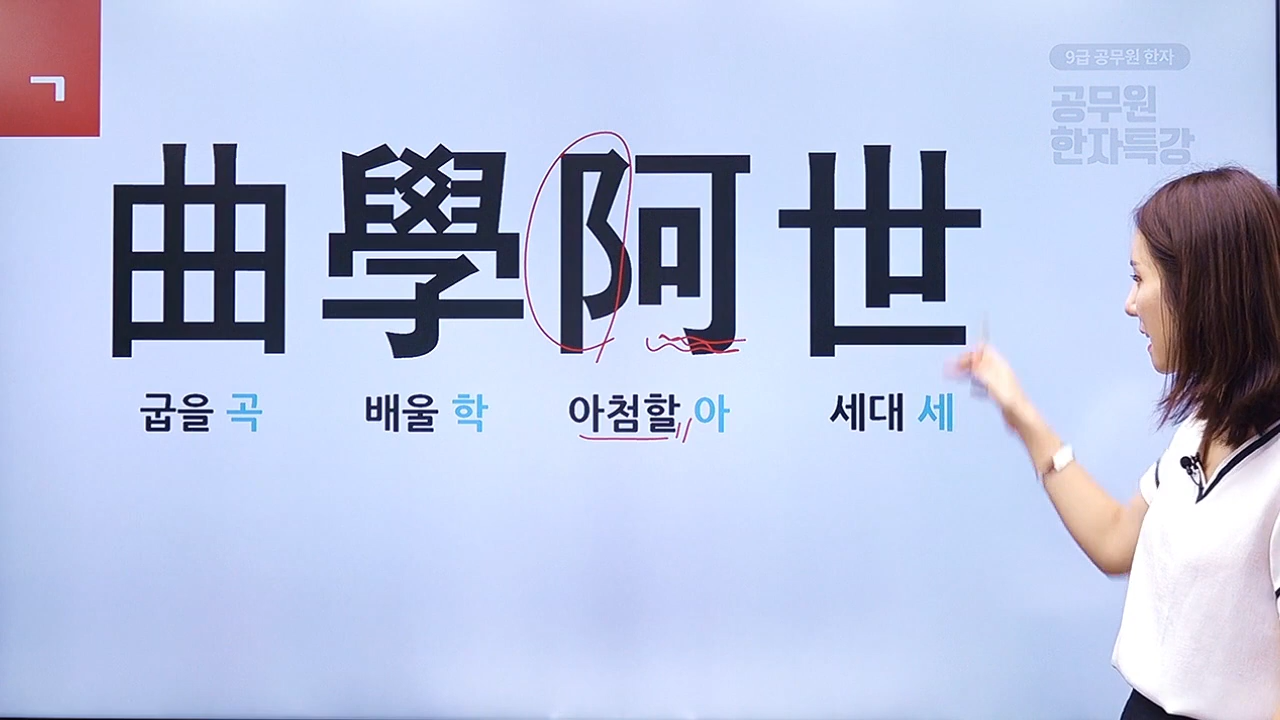 ㄱ
9급 공무원 한자
공무원
한자특강
曲學阿世
굽을 곡 배울 학 아첨할 아 세대 세